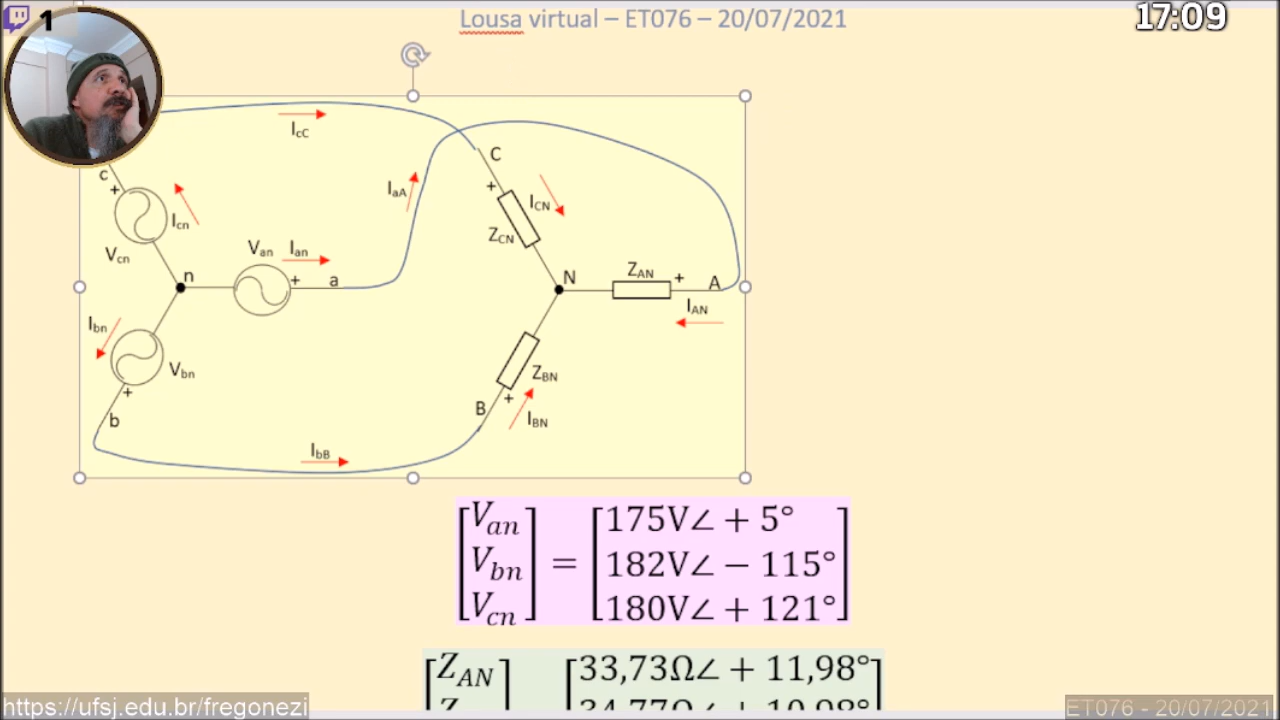 1
Lousa virtual – ET076 – 20/07/2021
17:09
IcC
c
+
Icn
Vcn
n
Van
Ian
+
a
IaA
C
+
ICN
ZCN
N
ZAN
+
A
IAN
Ibn
Vbn
+
b
IbB
ZBN
B
+
IBN
[Van] = [175V∠ + 5°]
[Vbn] = [182V∠ − 115°]
[Vcn] = [180V∠ + 121°]
[ZAN] [33,73Ω∠ + 11,98°]
https://ufsj.edu.br/fregonezi
ET076 - 20/07/2021